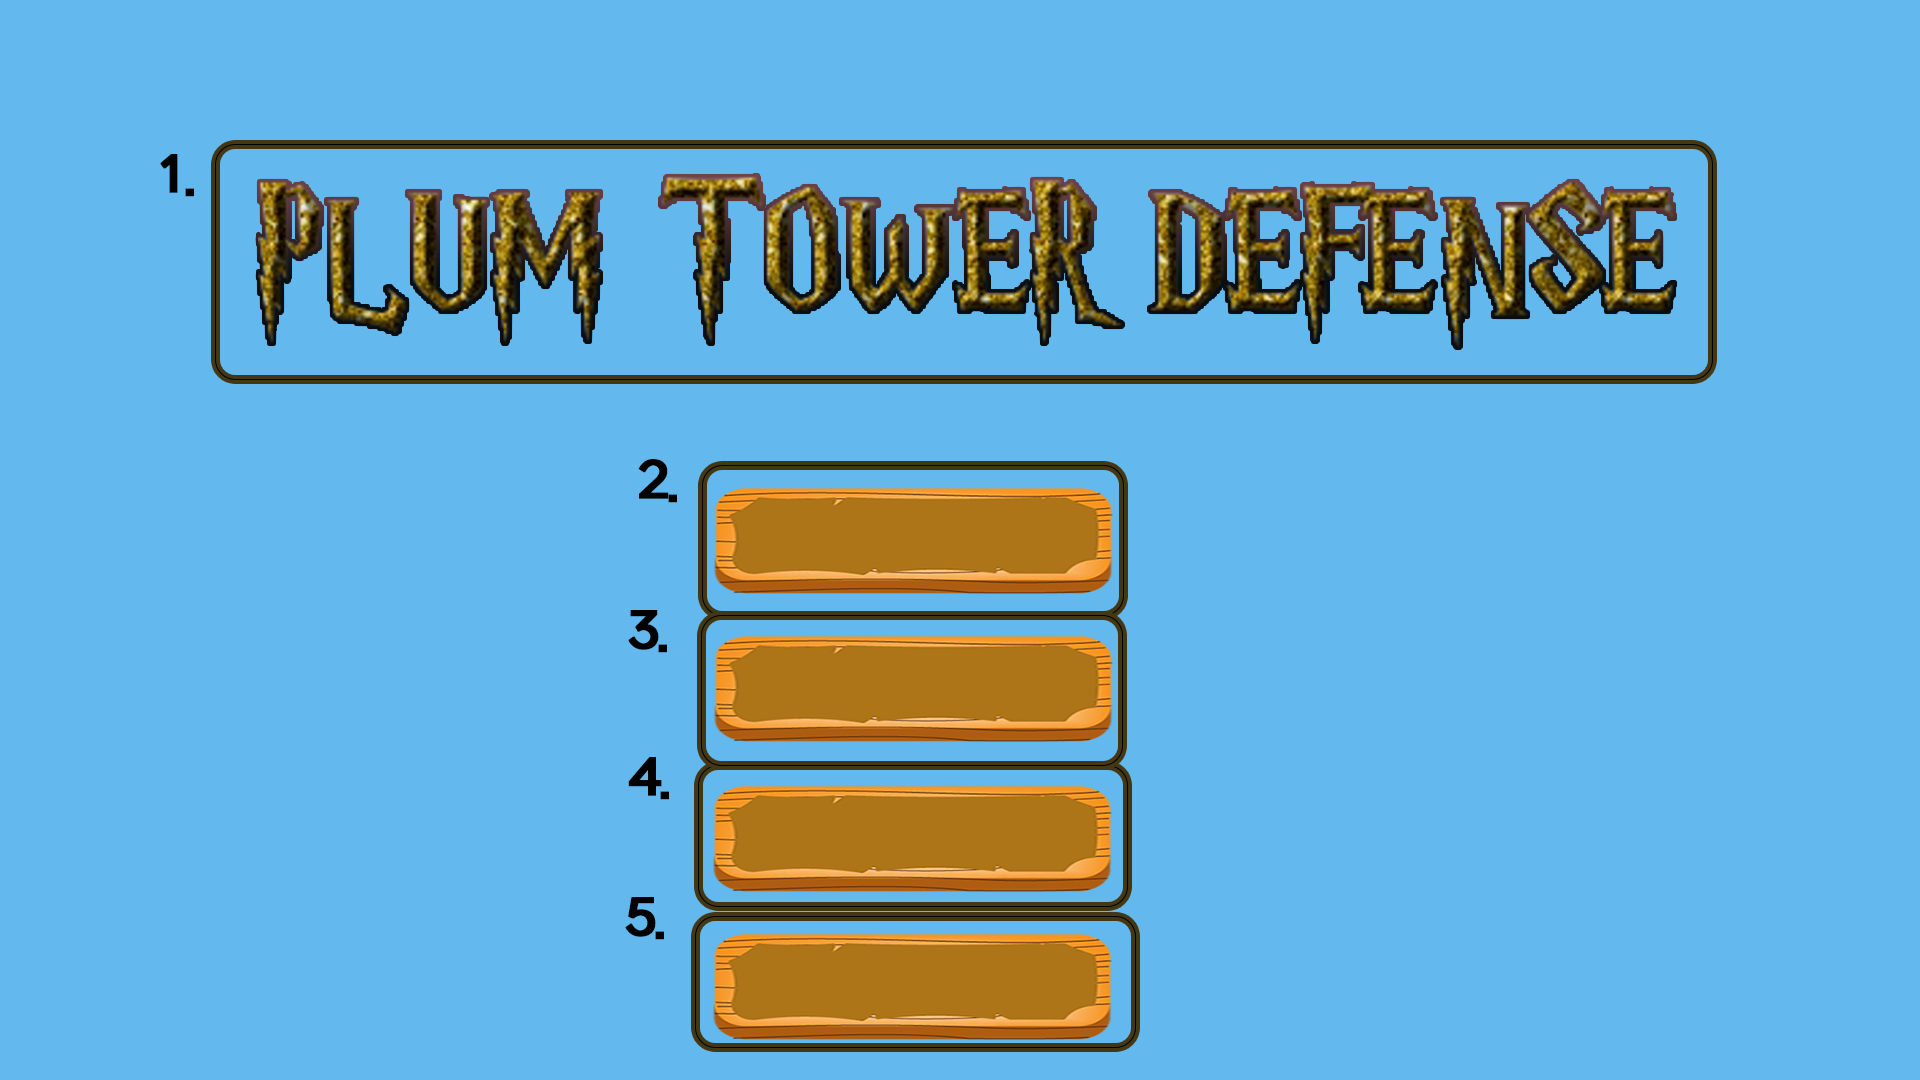 1. PLUM TOWER DEFENSE
2.
3.
4.
5.